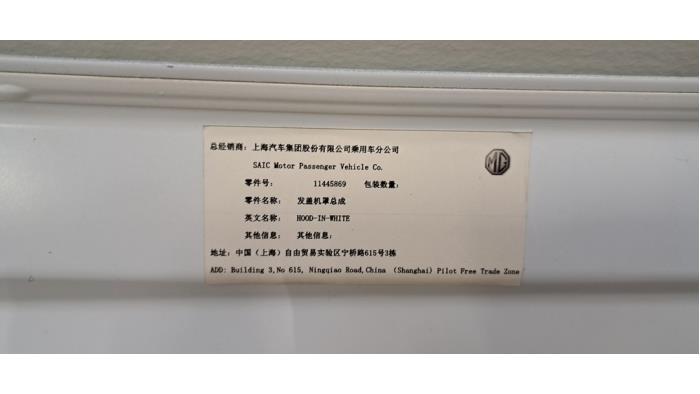 总经销商：上海汽车集团股份有限公司乘用车分公司
SAIC Motor Passenger Vehicle Co.
MG
零件号： 11445869 包装数量：
零件名称： 发盖机罩总成
英文名称： HOOD-IN-WHITE
其他信息： 其他信息：
地址：中国（上海）自由贸易实验区宁桥路615号3栋
ADD: Building 3,No 615, Ningqiao Road,China （Shanghai）Pilot Free Trade Zone